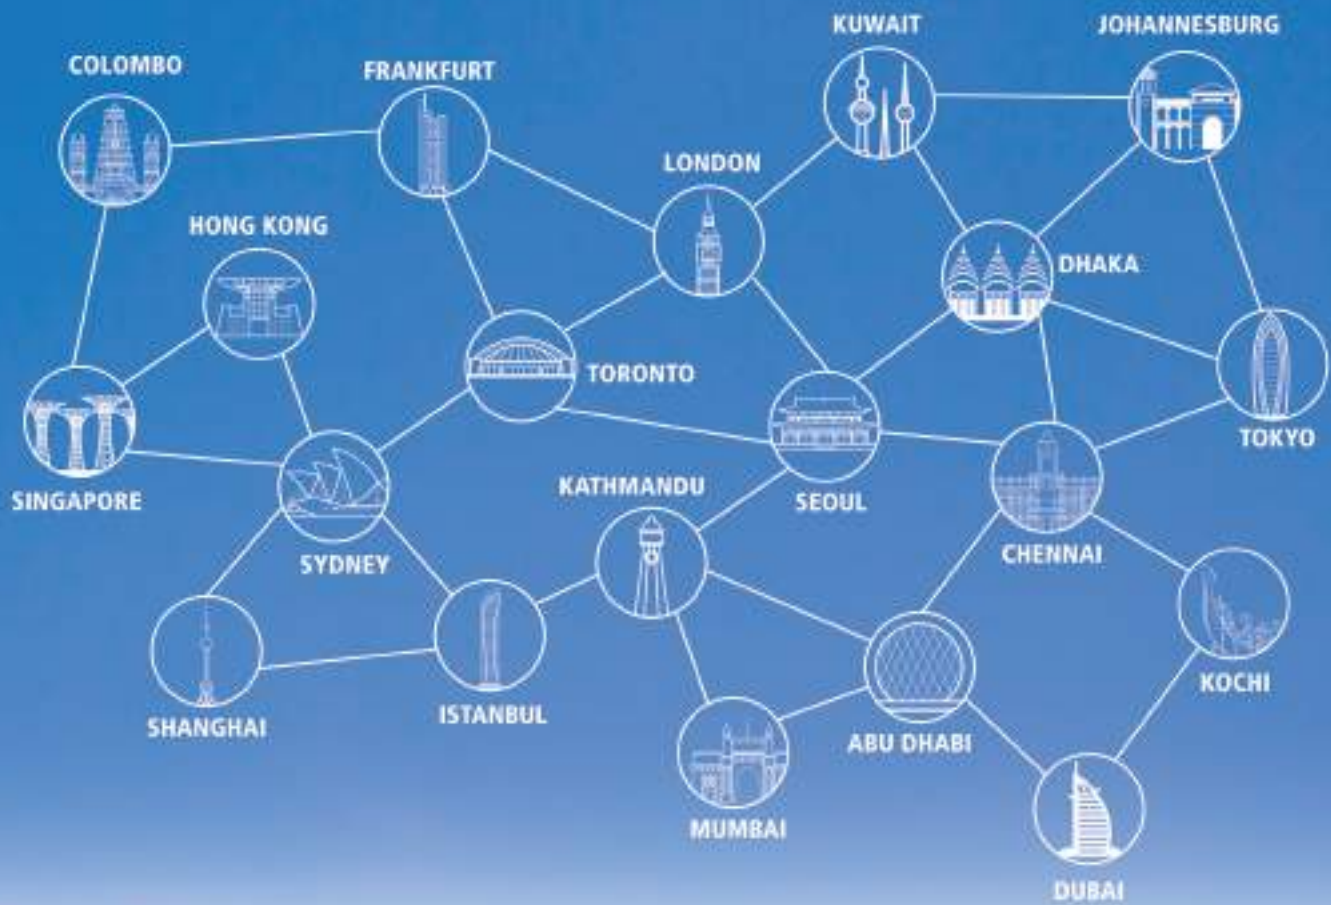 KUWAIT
JOHANNESBURG
COLOMBO
FRANKFURT
LONDON
HONG KONG
DHAKA
TORONTO
TOKYO
SINGAPORE
KATHMANDU
SEOUL
SYDNEY
CHENNAI
KOCHI
SHANGHAI
ISTANBUL
ABU DHABI
MUMBAI
DUBAI